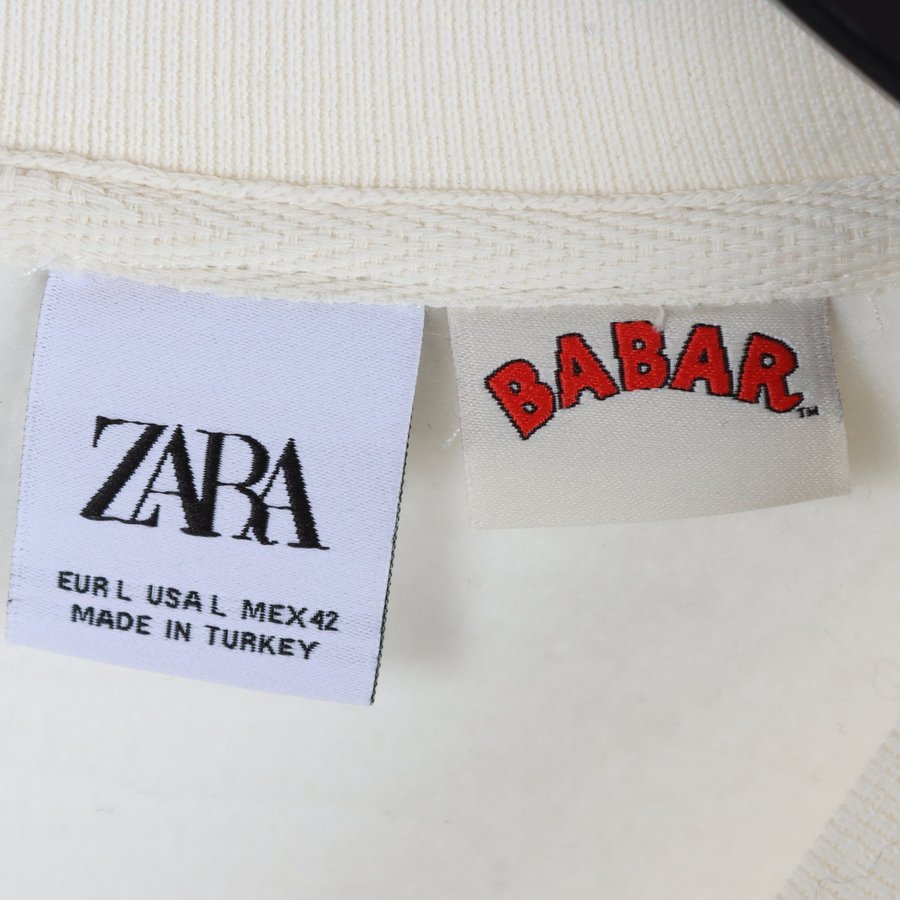 ZARA
EUR L USA L MEX 42
MADE IN TURKEY
BABAR™